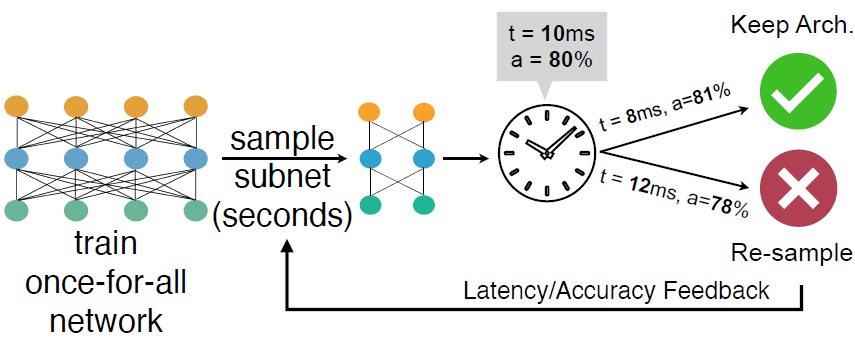 Keep Arch.
t = 10ms
a = 80%
t = 8ms, a=81%
sample
subnet
(seconds)
t = 12ms, a=78%
train
once-for-all
network
Re-sample
Latency/Accuracy Feedback